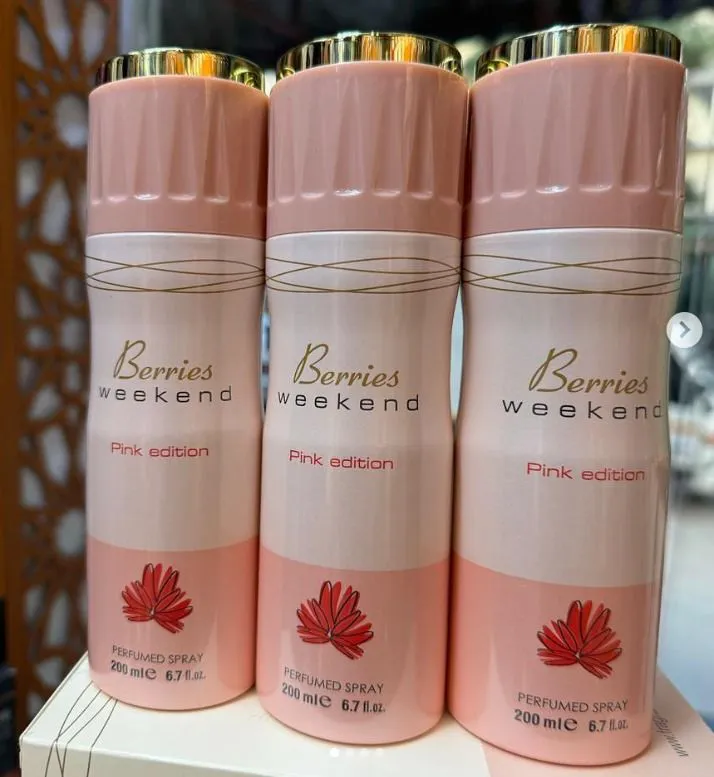 Berries
weekend
Pink edition
PERFUMED SPRAY
200 ml e 6.7 fl.oz.
Berries
weekend
Pink edition
PERFUMED SPRAY
200 ml e 6.7 fl.oz.
Berries
weekend
Pink edition
PERFUMED SPRAY
200 ml e 6.7 fl.oz.